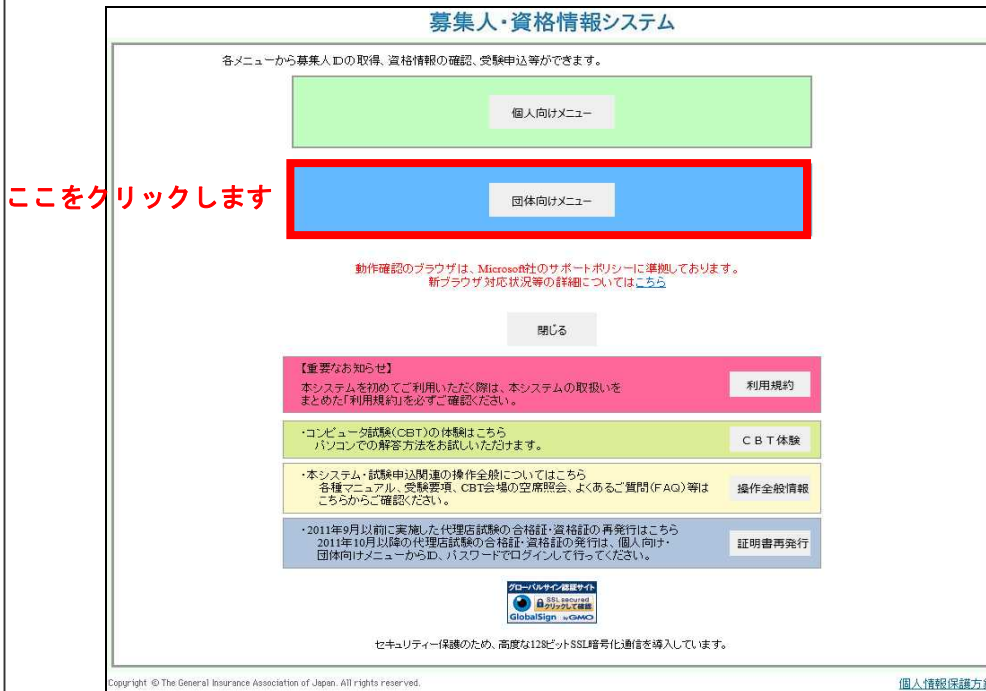 募集人・資格情報システム
各メニューから募集人IDの取得、資格情報の確認、受験申込等ができます。
個人向けメニュー
ここをクリックします
団体向けメニュー
動作確認のブラウザは、Microsoft社のサポートポリシーに準拠しております。
新ブラウザ対応状況等の詳細についてはこちら
閉じる
【重要なお知らせ】
本システムを初めてご利用いただく際は、本システムの取扱いを
まとめた「利用規約」を必ずご確認ください。
利用規約
・コンピュータ試験(CBT)の体験はこちら
パソコンでの解答方法をお試しいただけます。
ＣＢＴ体験
・本システム・試験申込関連の操作全般についてはこちら
各種マニュアル、受験要項、CBT会場の空席照会、よくあるご質問(FAQ)等は
こちらからご確認ください。
操作全般情報
・2011年9月以前に実施した代理店試験の合格証・資格証の再発行はこちら
2011年10月以降の代理店試験の合格証・資格証の発行は、個人向け・
団体向けメニューからID、パスワードでログインして行ってください。
証明書再発行
グローバルサイン認証サイト
SSL secured
クリックして確認
GlobalSign by GMO
セキュリティー保護のため、高度な128ビットSSL暗号化通信を導入しています。
Copyright © The General Insurance Association of Japan. All rights reserved.
個人情報保護方針